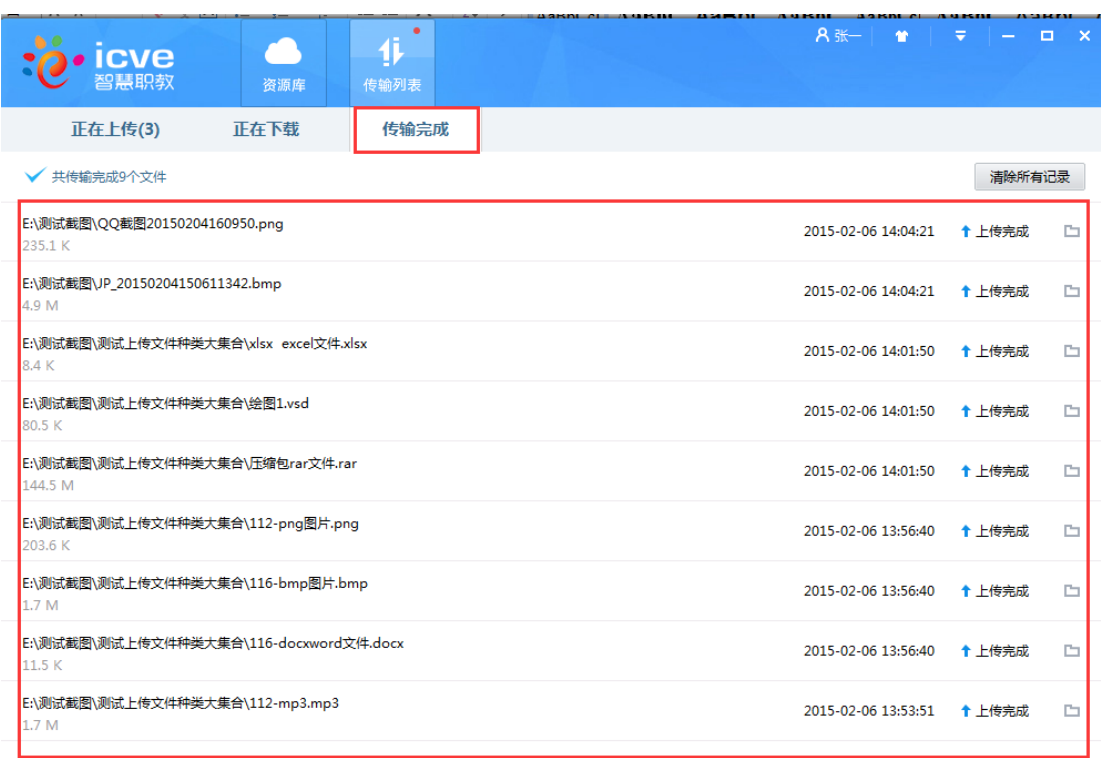 icve
智慧职教
资源库
传输列表
张一
正在上传(3)
正在下载
传输完成
共传输完成9个文件
清除所有记录
E:\测试截图\QQ截图20150204160950.png
235.1 K
2015-02-06 14:04:21
上传完成
E:\测试截图\JP_20150204150611342.bmp
4.9 M
2015-02-06 14:04:21
上传完成
E:\测试截图\测试上传文件种类大集合\xlsx  excel文件.xlsx
8.4 K
2015-02-06 14:01:50
上传完成
E:\测试截图\测试上传文件种类大集合\绘图1.vsd
80.5 K
2015-02-06 14:01:50
上传完成
E:\测试截图\测试上传文件种类大集合\压缩包rar文件.rar
144.5 M
2015-02-06 14:01:50
上传完成
E:\测试截图\测试上传文件种类大集合\112-png图片.png
203.6 K
2015-02-06 13:56:40
上传完成
E:\测试截图\测试上传文件种类大集合\116-bmp图片.bmp
1.7 M
2015-02-06 13:56:40
上传完成
E:\测试截图\测试上传文件种类大集合\116-docxword文件.docx
11.5 K
2015-02-06 13:56:40
上传完成
E:\测试截图\测试上传文件种类大集合\112-mp3.mp3
1.7 M
2015-02-06 13:53:51
上传完成